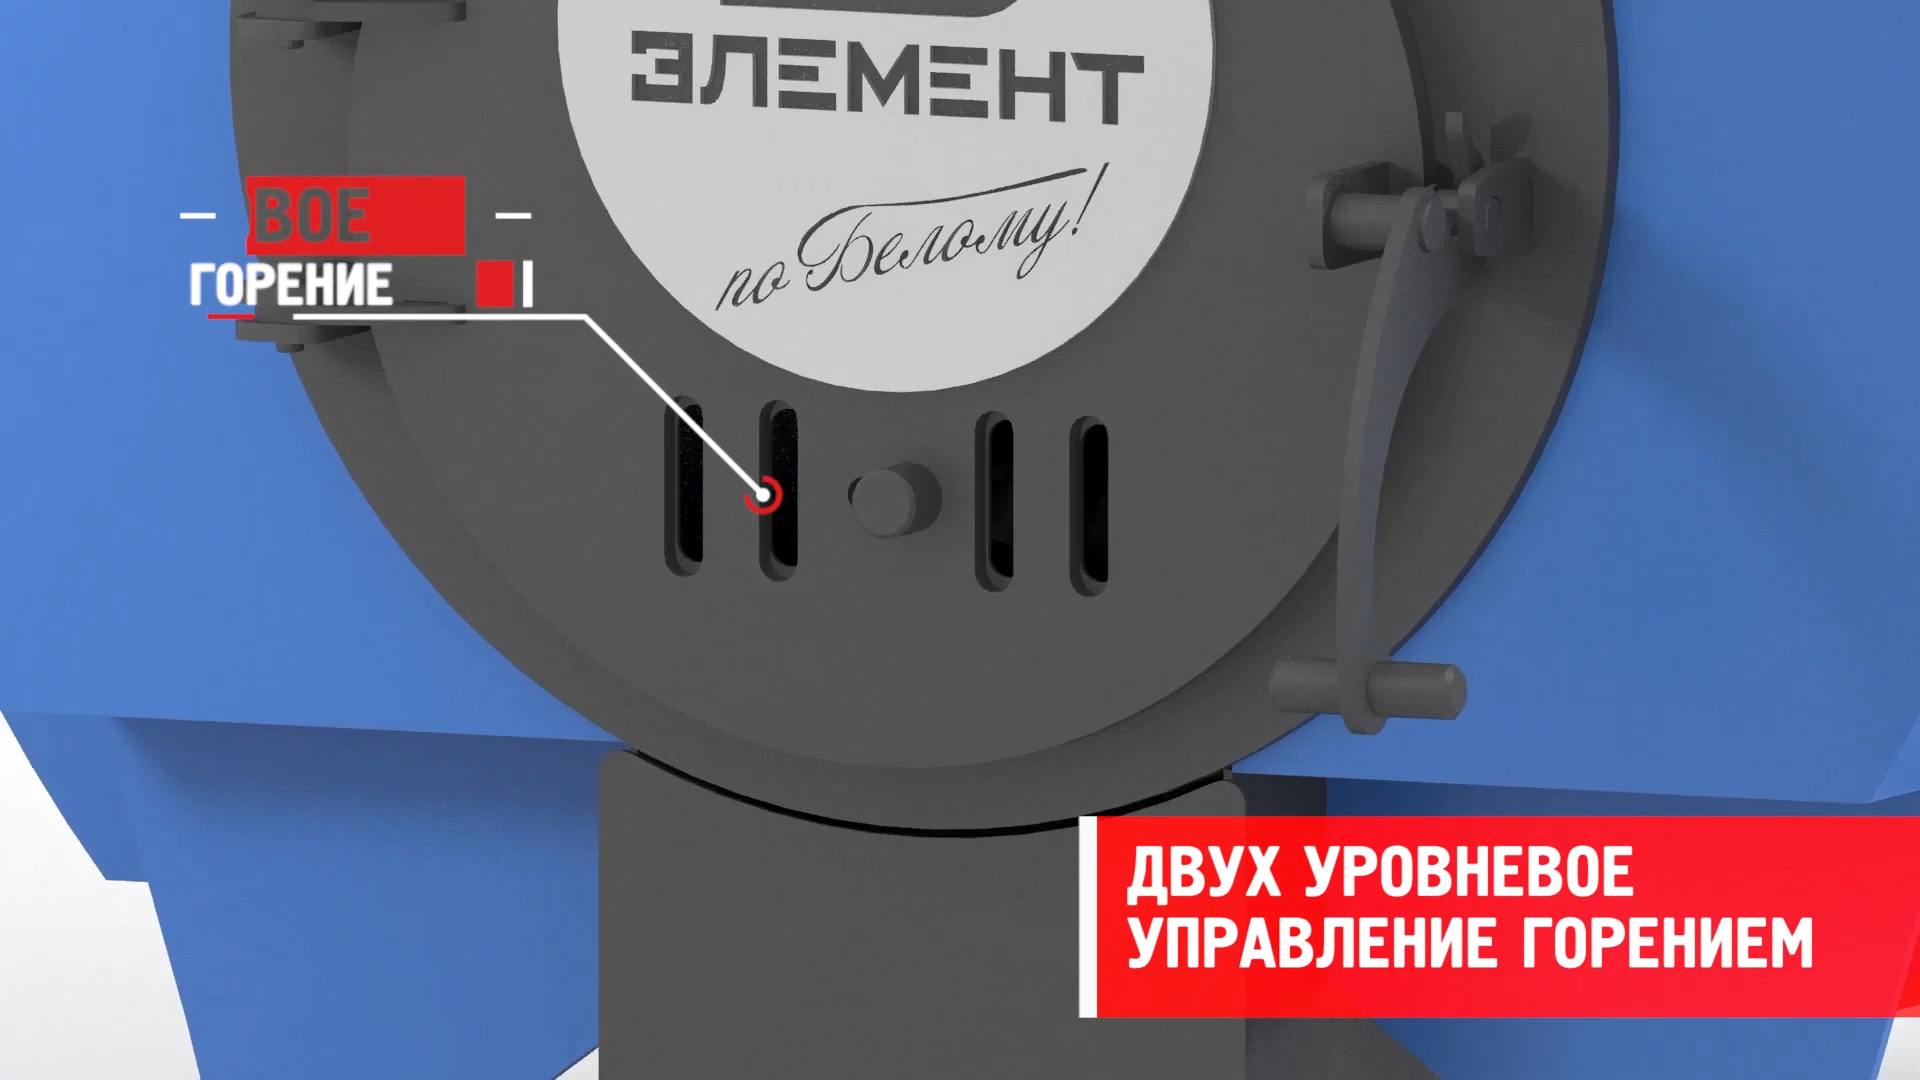 ЭЛЕМЕНТ
по Белому!
ВОЕ
ГОРЕНИЕ
ДВУХ УРОВНЕВОЕ
УПРАВЛЕНИЕ ГОРЕНИЕМ